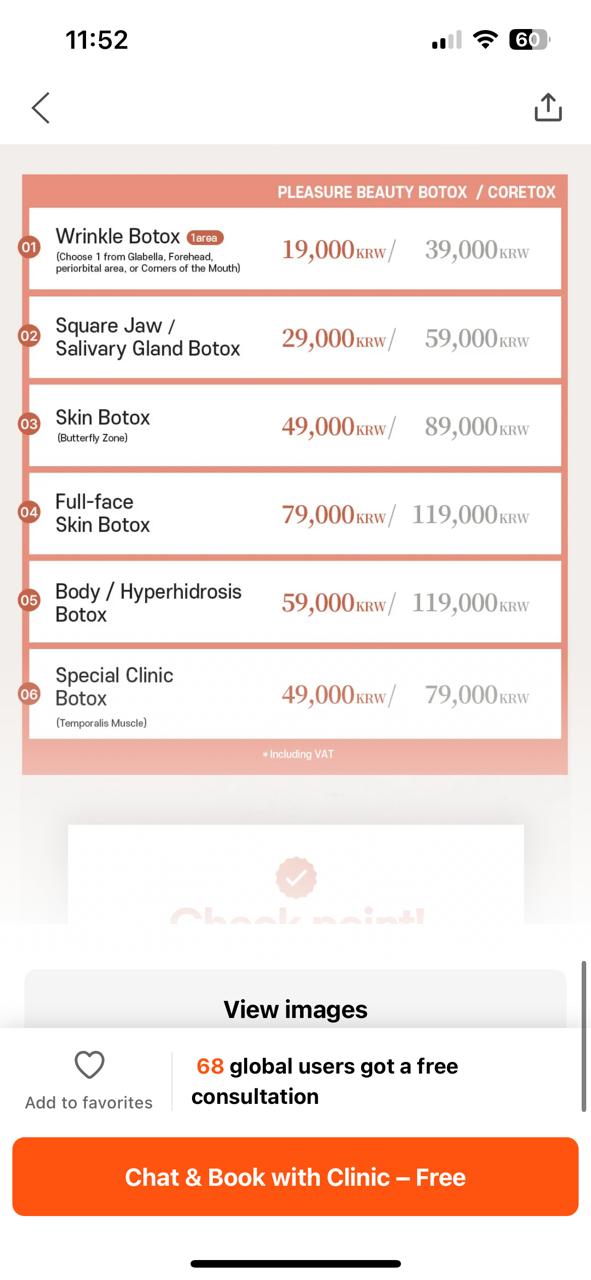 11:52
60
PLEASURE BEAUTY BOTOX / CORETOX
01
Wrinkle Botox 1area
(Choose 1 from Glabella, Forehead,
periorbital area, or Corners of the Mouth)
19,000KRW/ 39,000KRW
02
Square Jaw /
Salivary Gland Botox
29,000KRW/ 59,000KRW
03
Skin Botox
(Butterfly Zone)
49,000KRW/ 89,000KRW
04
Full-face
Skin Botox
79,000KRW/ 119,000KRW
05
Body / Hyperhidrosis
Botox
59,000KRW/ 119,000KRW
06
Special Clinic
Botox
(Temporalis Muscle)
49,000KRW/ 79,000KRW
* Including VAT
Check point!
View images
Add to favorites
68 global users got a free
consultation
Chat & Book with Clinic – Free